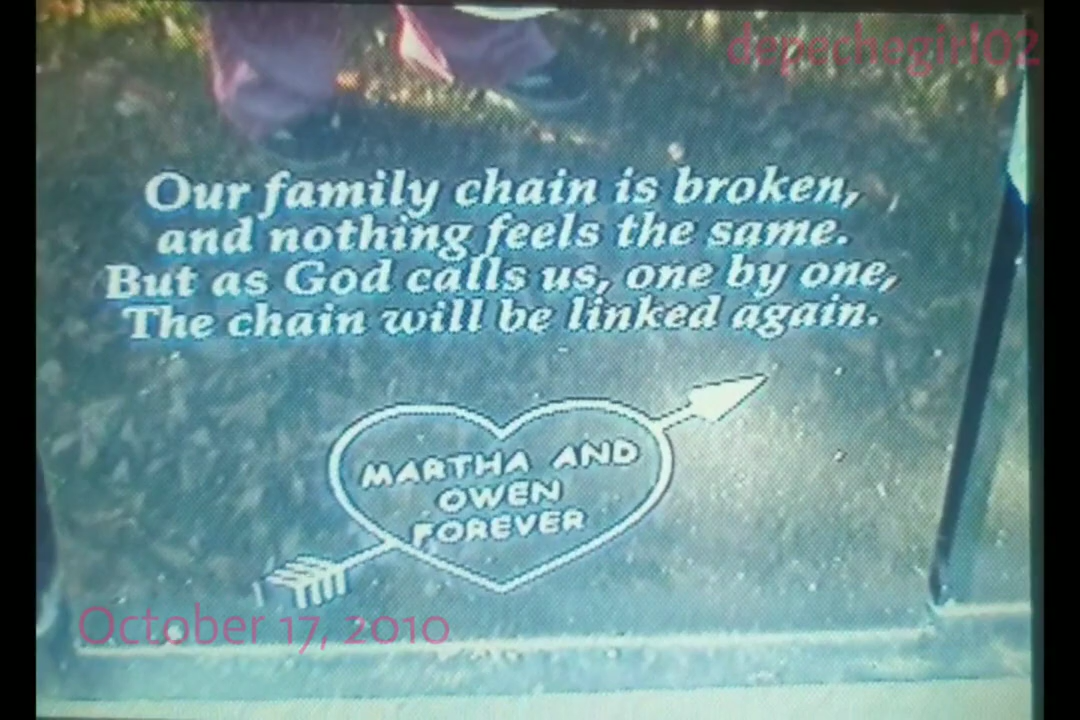 depechegirl02
Our family chain is broken,
and nothing feels the same.
But as God calls us, one by one,
The chain will be linked again.
MARTHA AND
OWEN
FOREVER
October 17, 2010